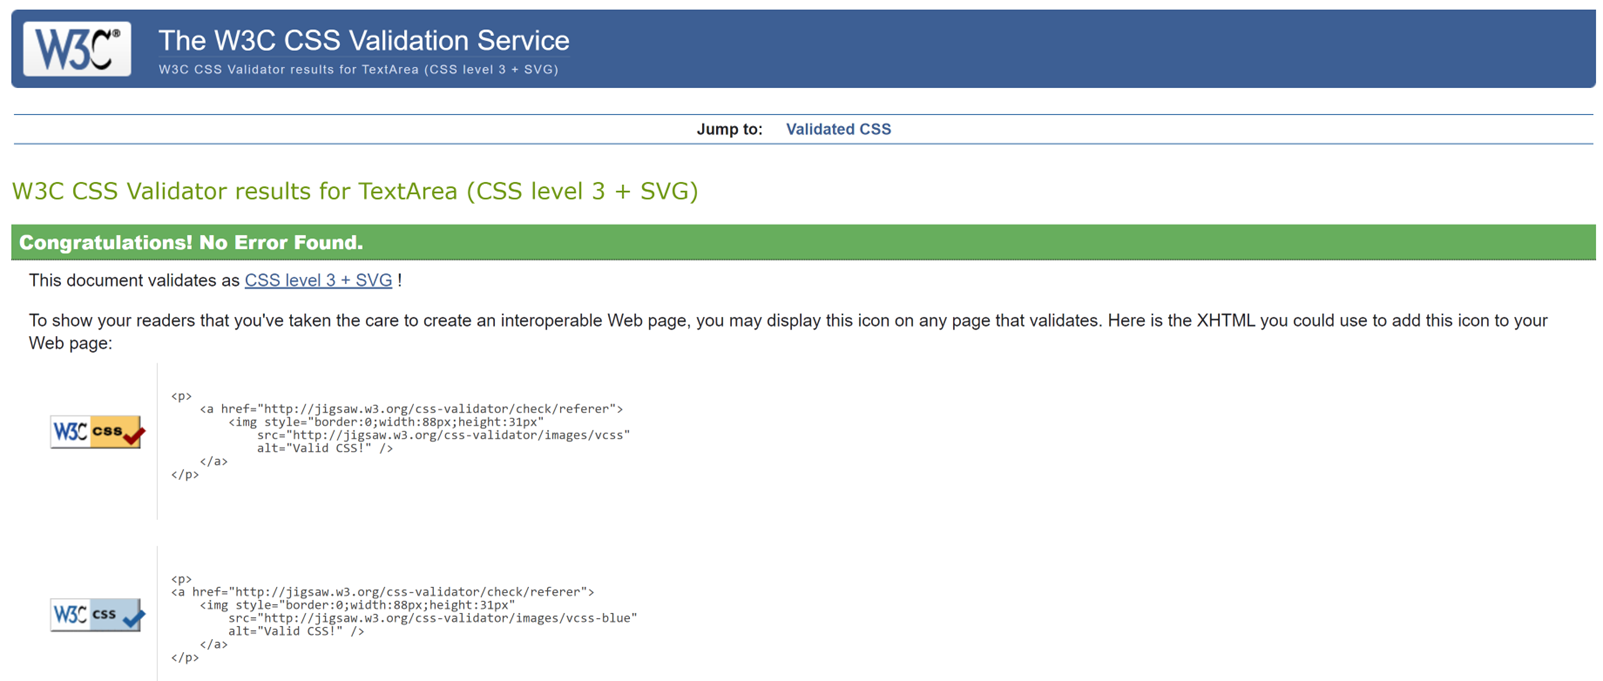 W3C®
The W3C CSS Validation Service
W3C CSS Validator results for TextArea (CSS level 3 + SVG)
Jump to: Validated CSS
W3C CSS Validator results for TextArea (CSS level 3 + SVG)
Congratulations! No Error Found.
This document validates as CSS level 3 + SVG !
To show your readers that you've taken the care to create an interoperable Web page, you may display this icon on any page that validates. Here is the XHTML you could use to add this icon to your
Web page:
W3C css
<p>
<a href="http://jigsaw.w3.org/css-validator/check/referer">
<img style="border:0;width:88px;height:31px"
src="http://jigsaw.w3.org/css-validator/images/vcss"
alt="Valid CSS!" />
</a>
</p>
W3C css
<p>
<a href="http://jigsaw.w3.org/css-validator/check/referer">
<img style="border:0;width:88px;height:31px"
src="http://jigsaw.w3.org/css-validator/images/vcss-blue"
alt="Valid CSS!" />
</a>
</p>